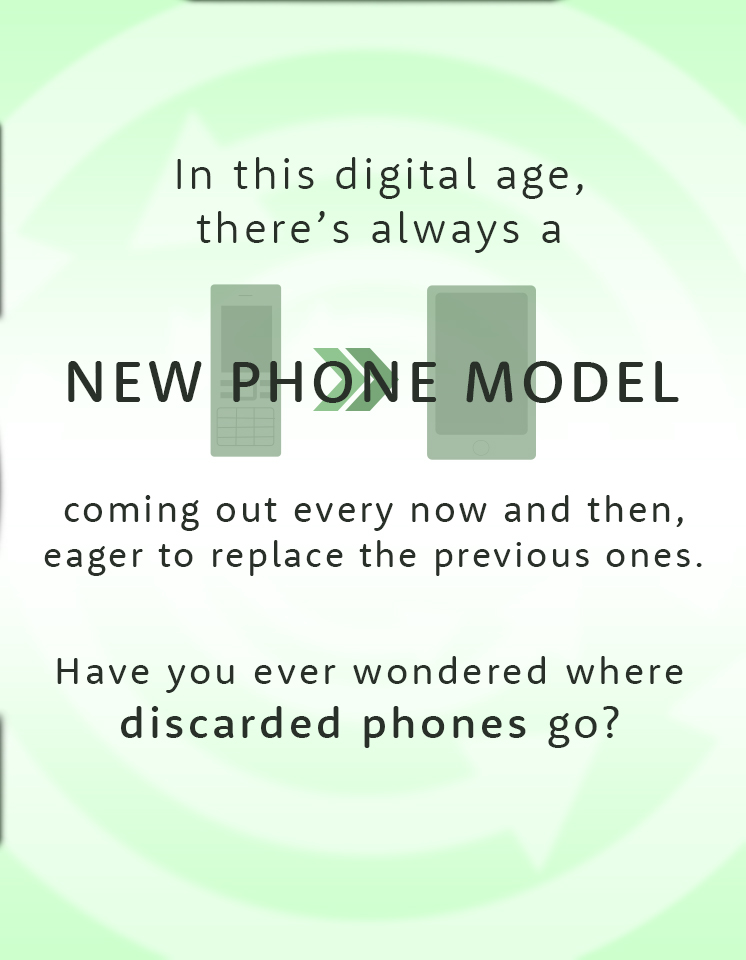 In this digital age,
there’s always a
NEW PHONE MODEL
coming out every now and then,
eager to replace the previous ones.
Have you ever wondered where
discarded phones go?